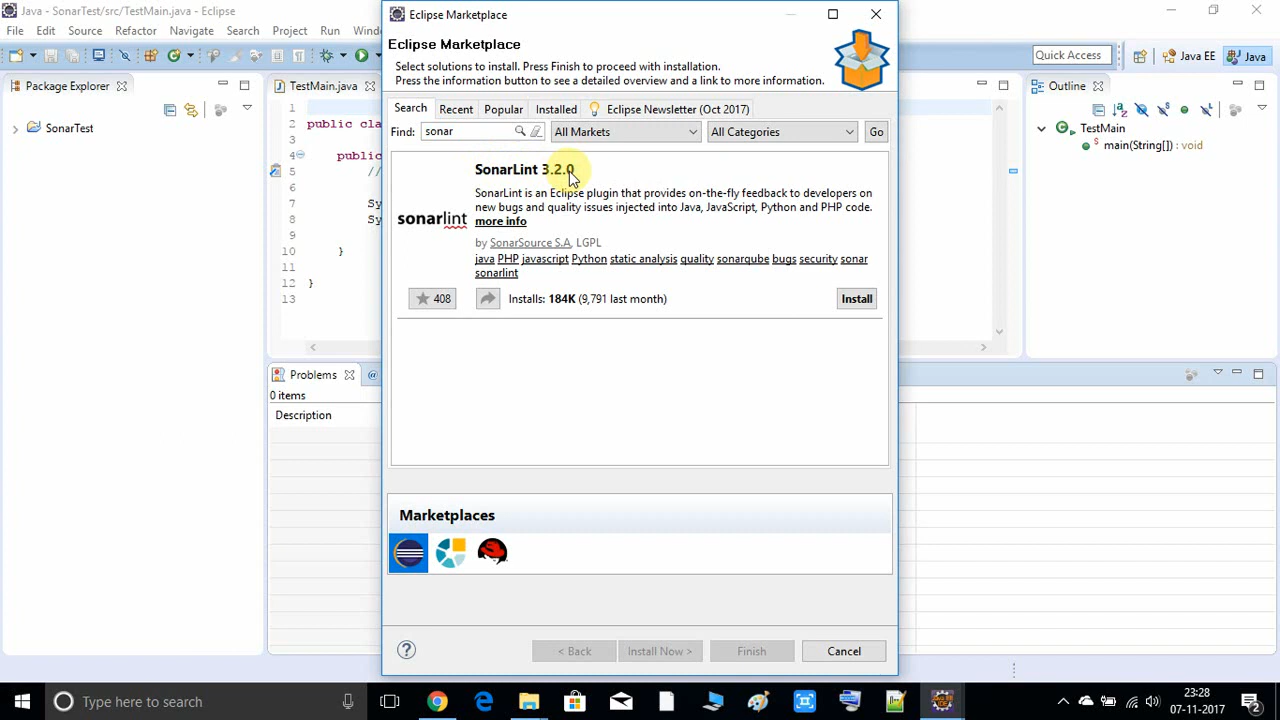 Java - SonarTest/src/TestMain.java - Eclipse
File Edit Source Refactor Navigate Search Project Run Windo
Quick Access
Java EE
Java
Package Explorer
SonarTest
TestMain.java
1
2 public cla
3
4 publi
5 //
6
7 Sy
8 Sy
9
10 }
11
12 }
13
Outline
TestMain
main(String[]) : void
Problems
@
0 items
Description
Eclipse Marketplace
Eclipse Marketplace
Select solutions to install. Press Finish to proceed with installation.
Press the information button to see a detailed overview and a link to more information.
Search Recent Popular Installed Eclipse Newsletter (Oct 2017)
Find: sonar All Markets All Categories Go
SonarLint 3.2.0
SonarLint is an Eclipse plugin that provides on-the-fly feedback to developers on
new bugs and quality issues injected into Java, JavaScript, Python and PHP code.
more info
sonarlint
by SonarSource S.A, LGPL
java PHP javascript Python static analysis quality sonarqube bugs security sonar
sonarlint
408 Installs: 184K (9,791 last month) Install
Marketplaces
? < Back Install Now > Finish Cancel
Type here to search
23:28
07-11-2017
2